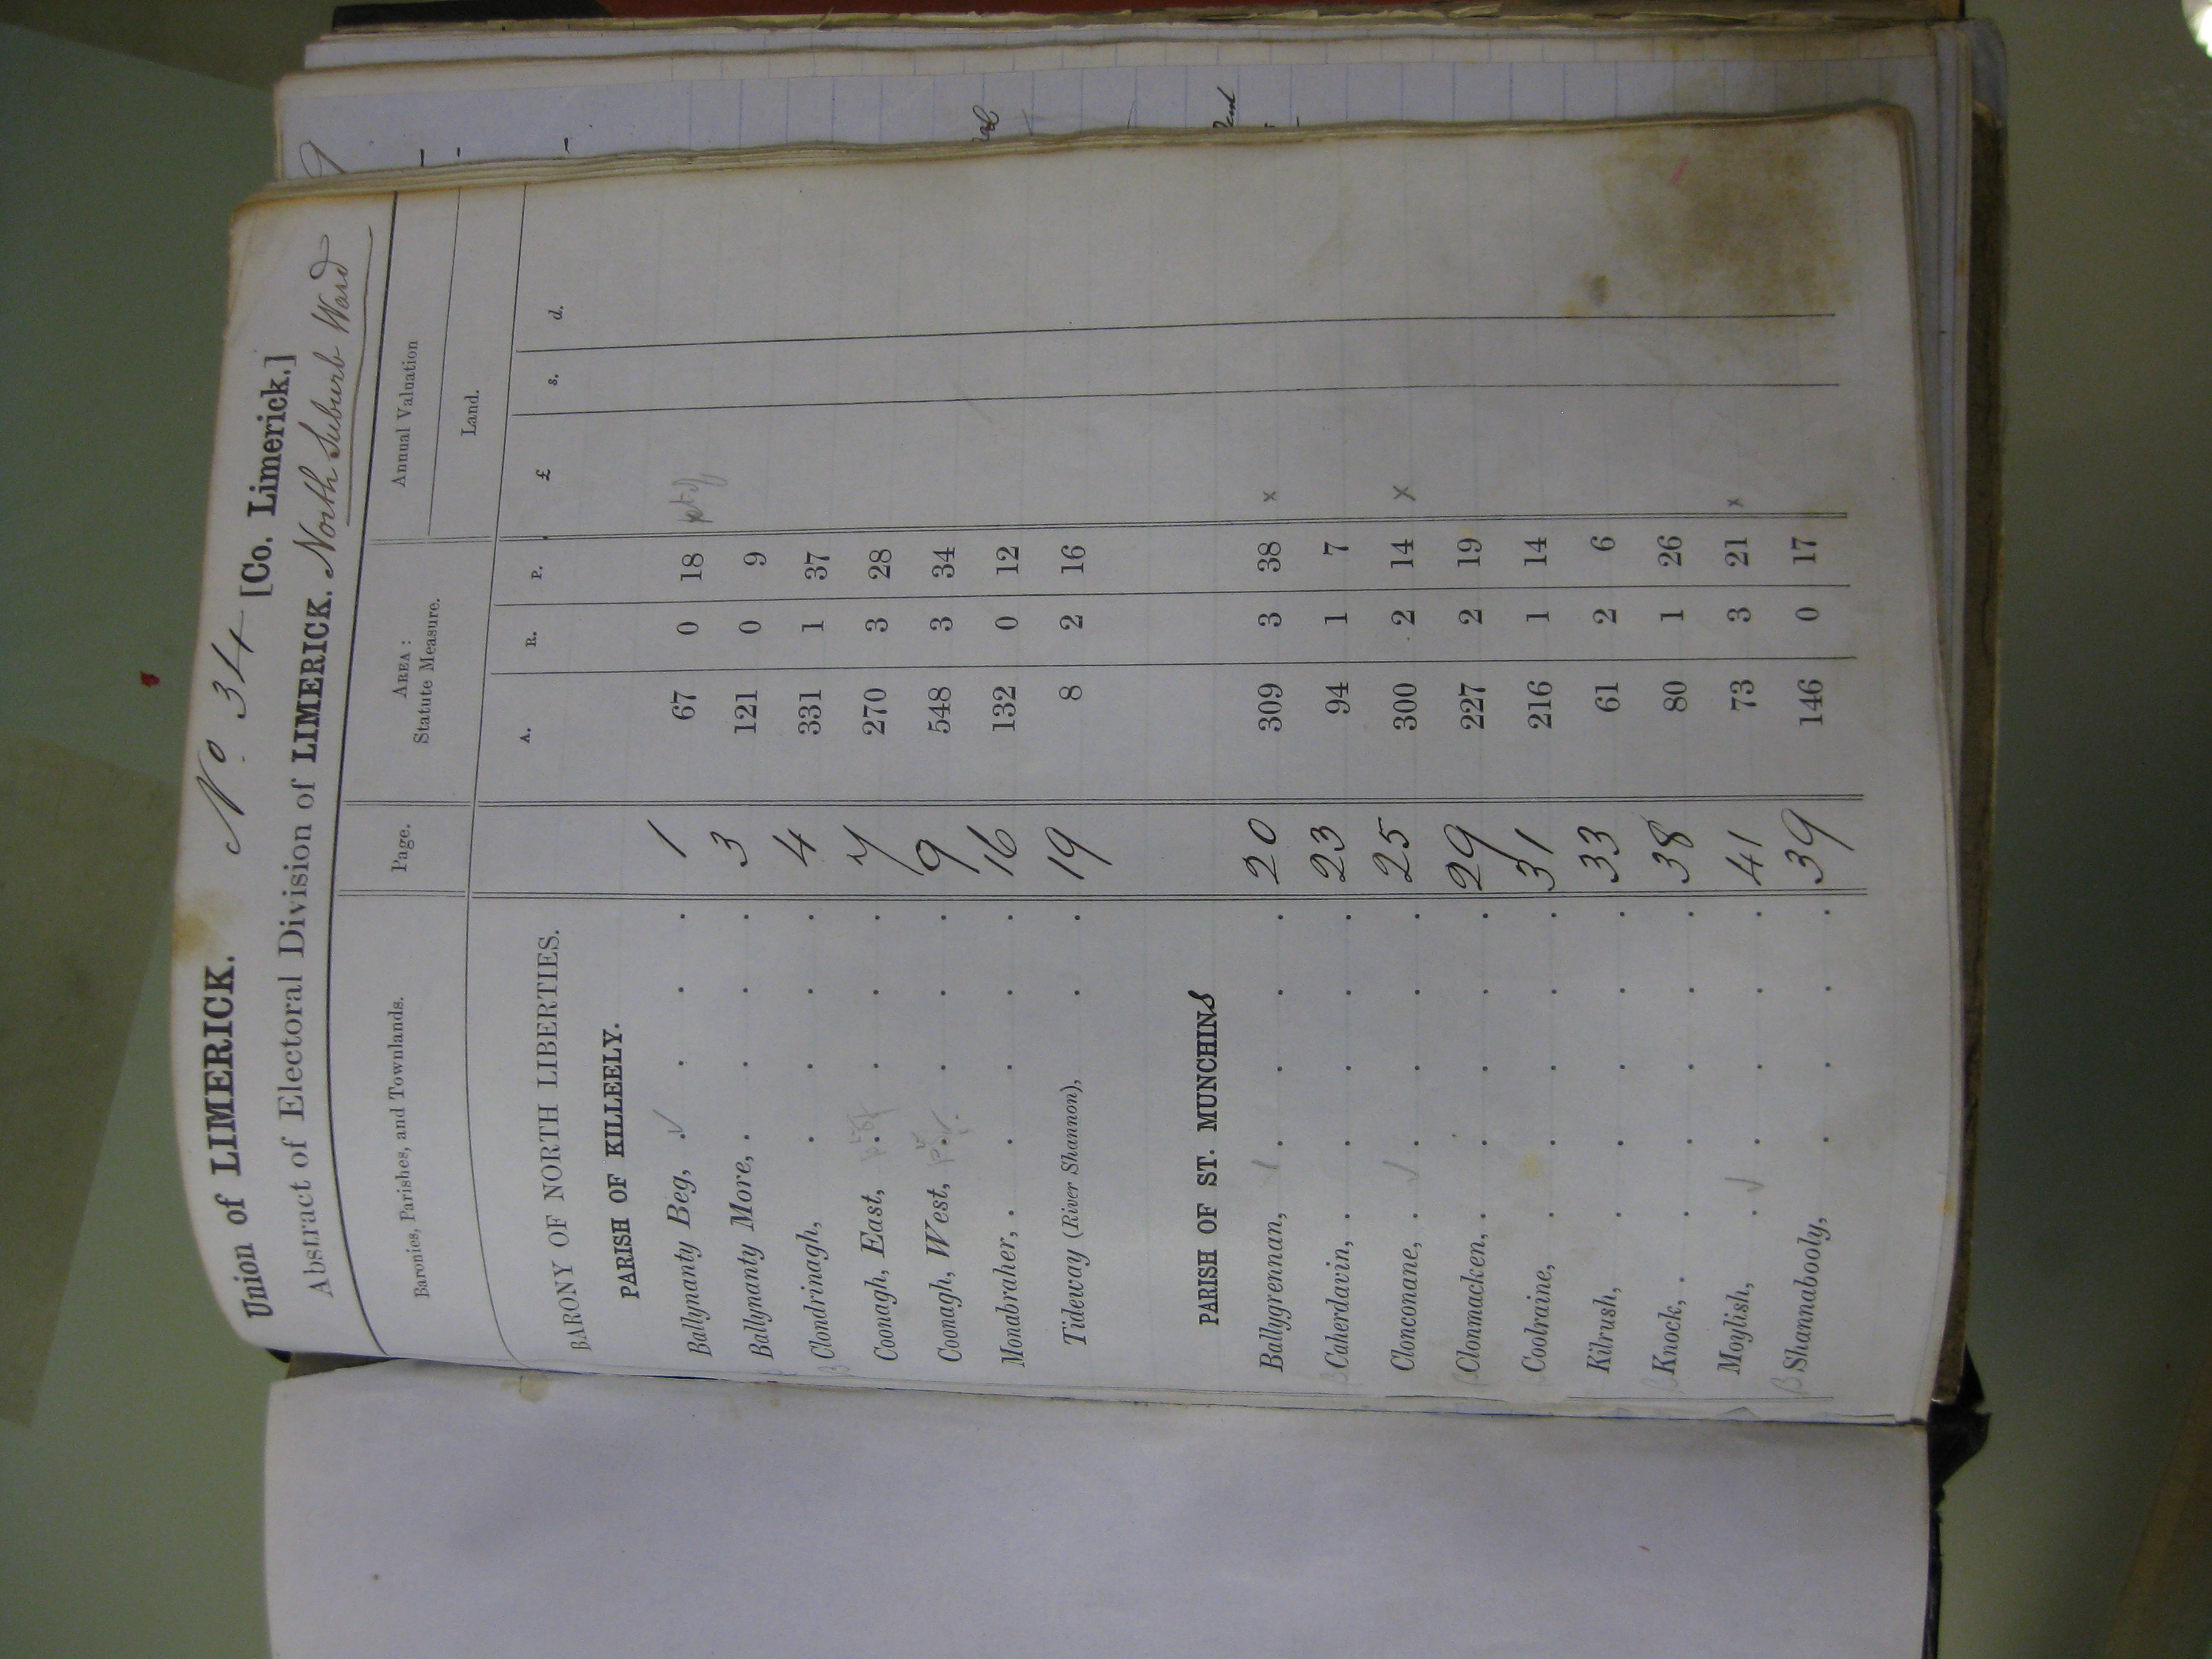 Union of LIMERICK. No. 34 [Co. Limerick.]
Abstract of Electoral Division of LIMERICK. North Suburb Ward
Baronies, Parishes, and Townlands. Page. AREA: Statute Measure. Annual Valuation
Land.
A. R. P. £ s. d.
BARONY OF NORTH LIBERTIES.
PARISH OF KILLEELY.
Ballynanty Beg, . . . . 1 67 0 18
Ballynanty More, . . . . 3 121 0 9
Clondrinagh, . . . . 4 331 1 37
Coonagh, East, . . . . 7 270 3 28
Coonagh, West, . . . . 9 548 3 34
Monabraher, . . . . . 16 132 0 12
Tideway (River Shannon), . . 19 8 2 16
PARISH OF ST. MUNCHINS
Ballygrennan, . . . . 20 309 3 38 x
Caherdavin, . . . . . 23 94 1 7
Clonconane, . . . . . 25 300 2 14 x
Clonmacken, . . . . . 29 227 2 19
Coolraine, . . . . . 31 216 1 14
Kilrush, . . . . . 33 61 2 6
Knock, . . . . . . 38 80 1 26
Moylish, . . . . . 41 73 3 21 x
Shannabooly, . . . . 39 146 0 17